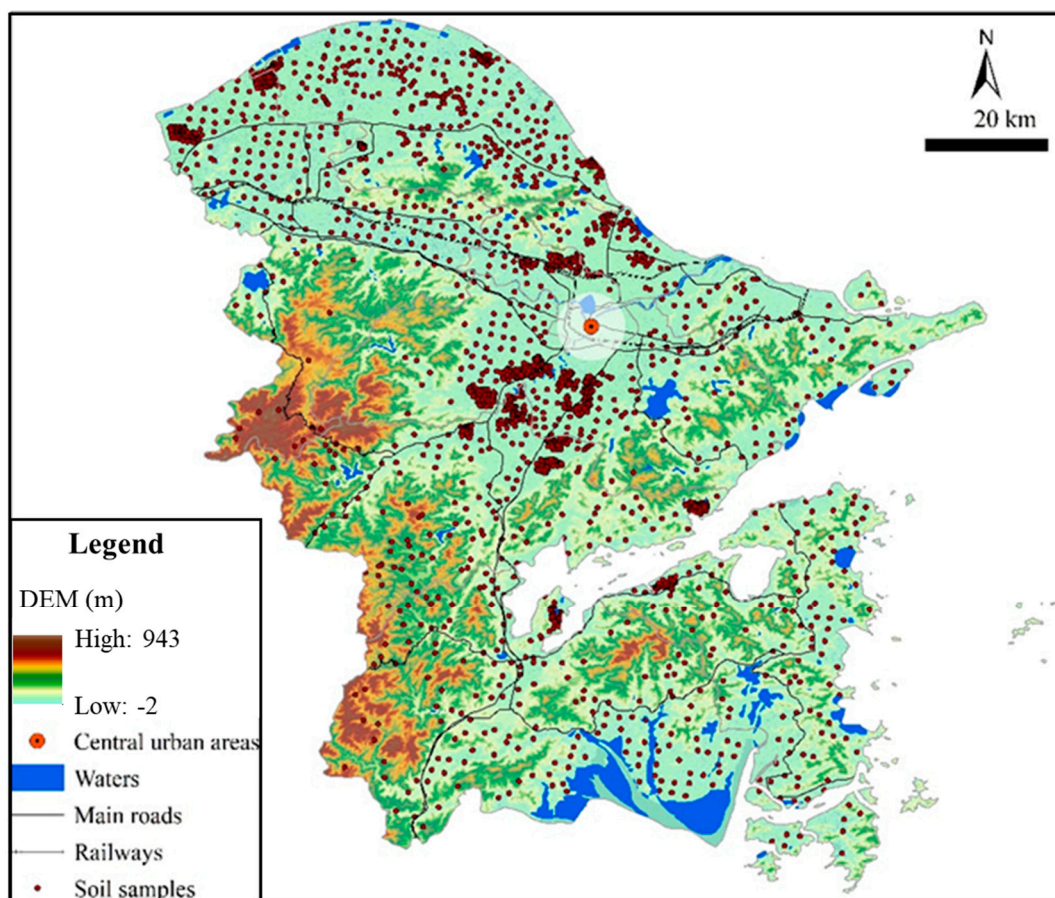 N
20 km
Legend
DEM (m)
High: 943
Low: -2
Central urban areas
Waters
Main roads
Railways
Soil samples